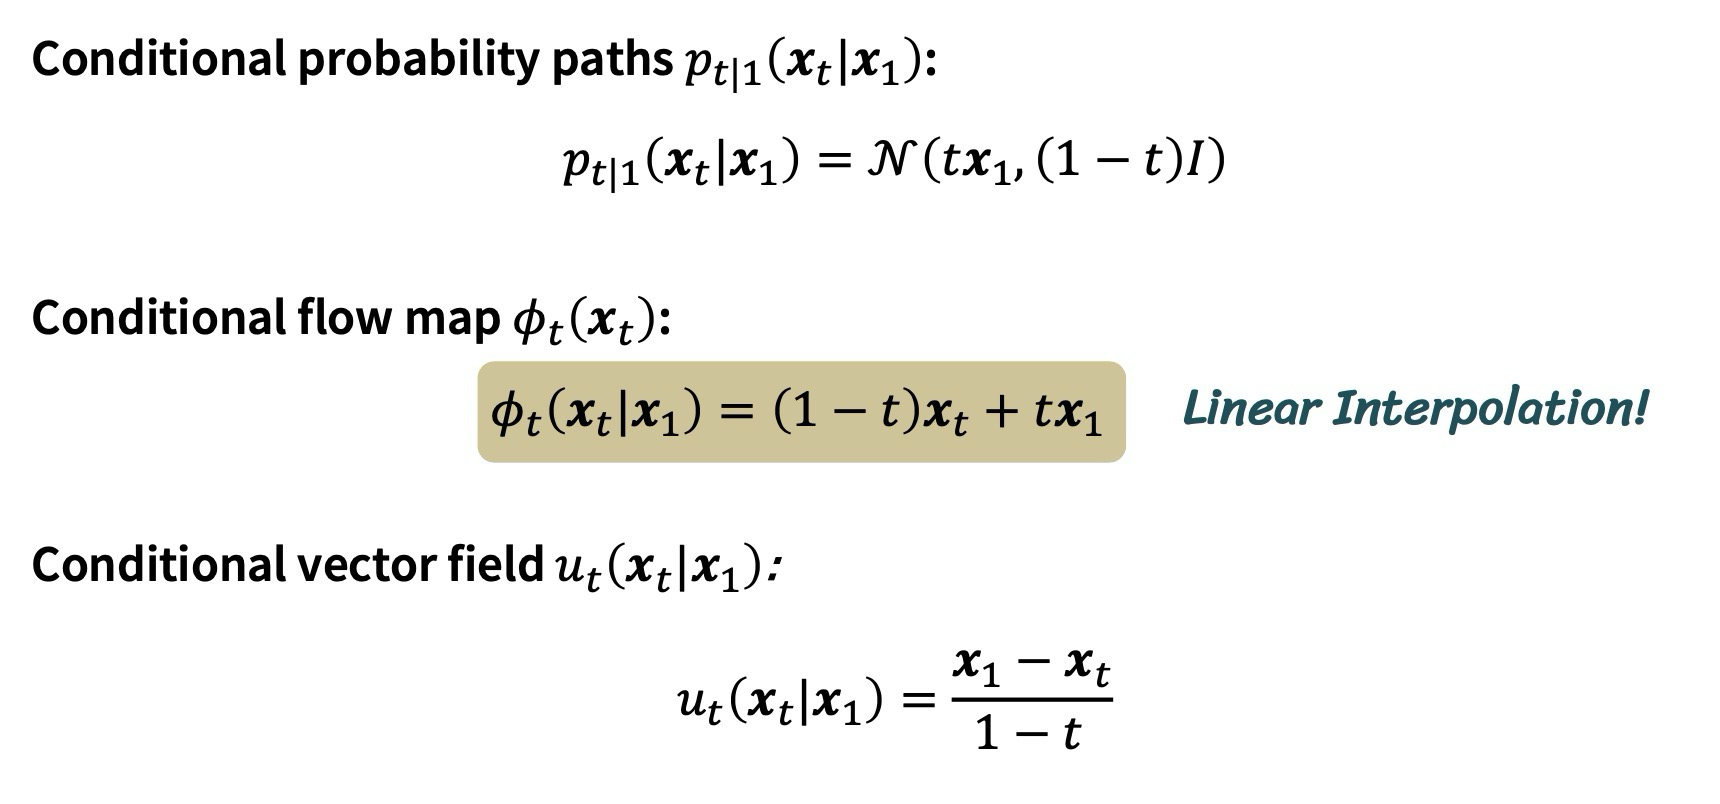 Conditional probability paths $p_{t|1}(\boldsymbol{x}_t|\boldsymbol{x}_1)$:
$p_{t|1}(\boldsymbol{x}_t|\boldsymbol{x}_1) = \mathcal{N}(t\boldsymbol{x}_1, (1 - t)I)$
Conditional flow map $\phi_t(\boldsymbol{x}_t)$:
$\phi_t(\boldsymbol{x}_t|\boldsymbol{x}_1) = (1 - t)\boldsymbol{x}_t + t\boldsymbol{x}_1$ Linear Interpolation!
Conditional vector field $u_t(\boldsymbol{x}_t|\boldsymbol{x}_1)$:
$u_t(\boldsymbol{x}_t|\boldsymbol{x}_1) = \frac{\boldsymbol{x}_1 - \boldsymbol{x}_t}{1 - t}$